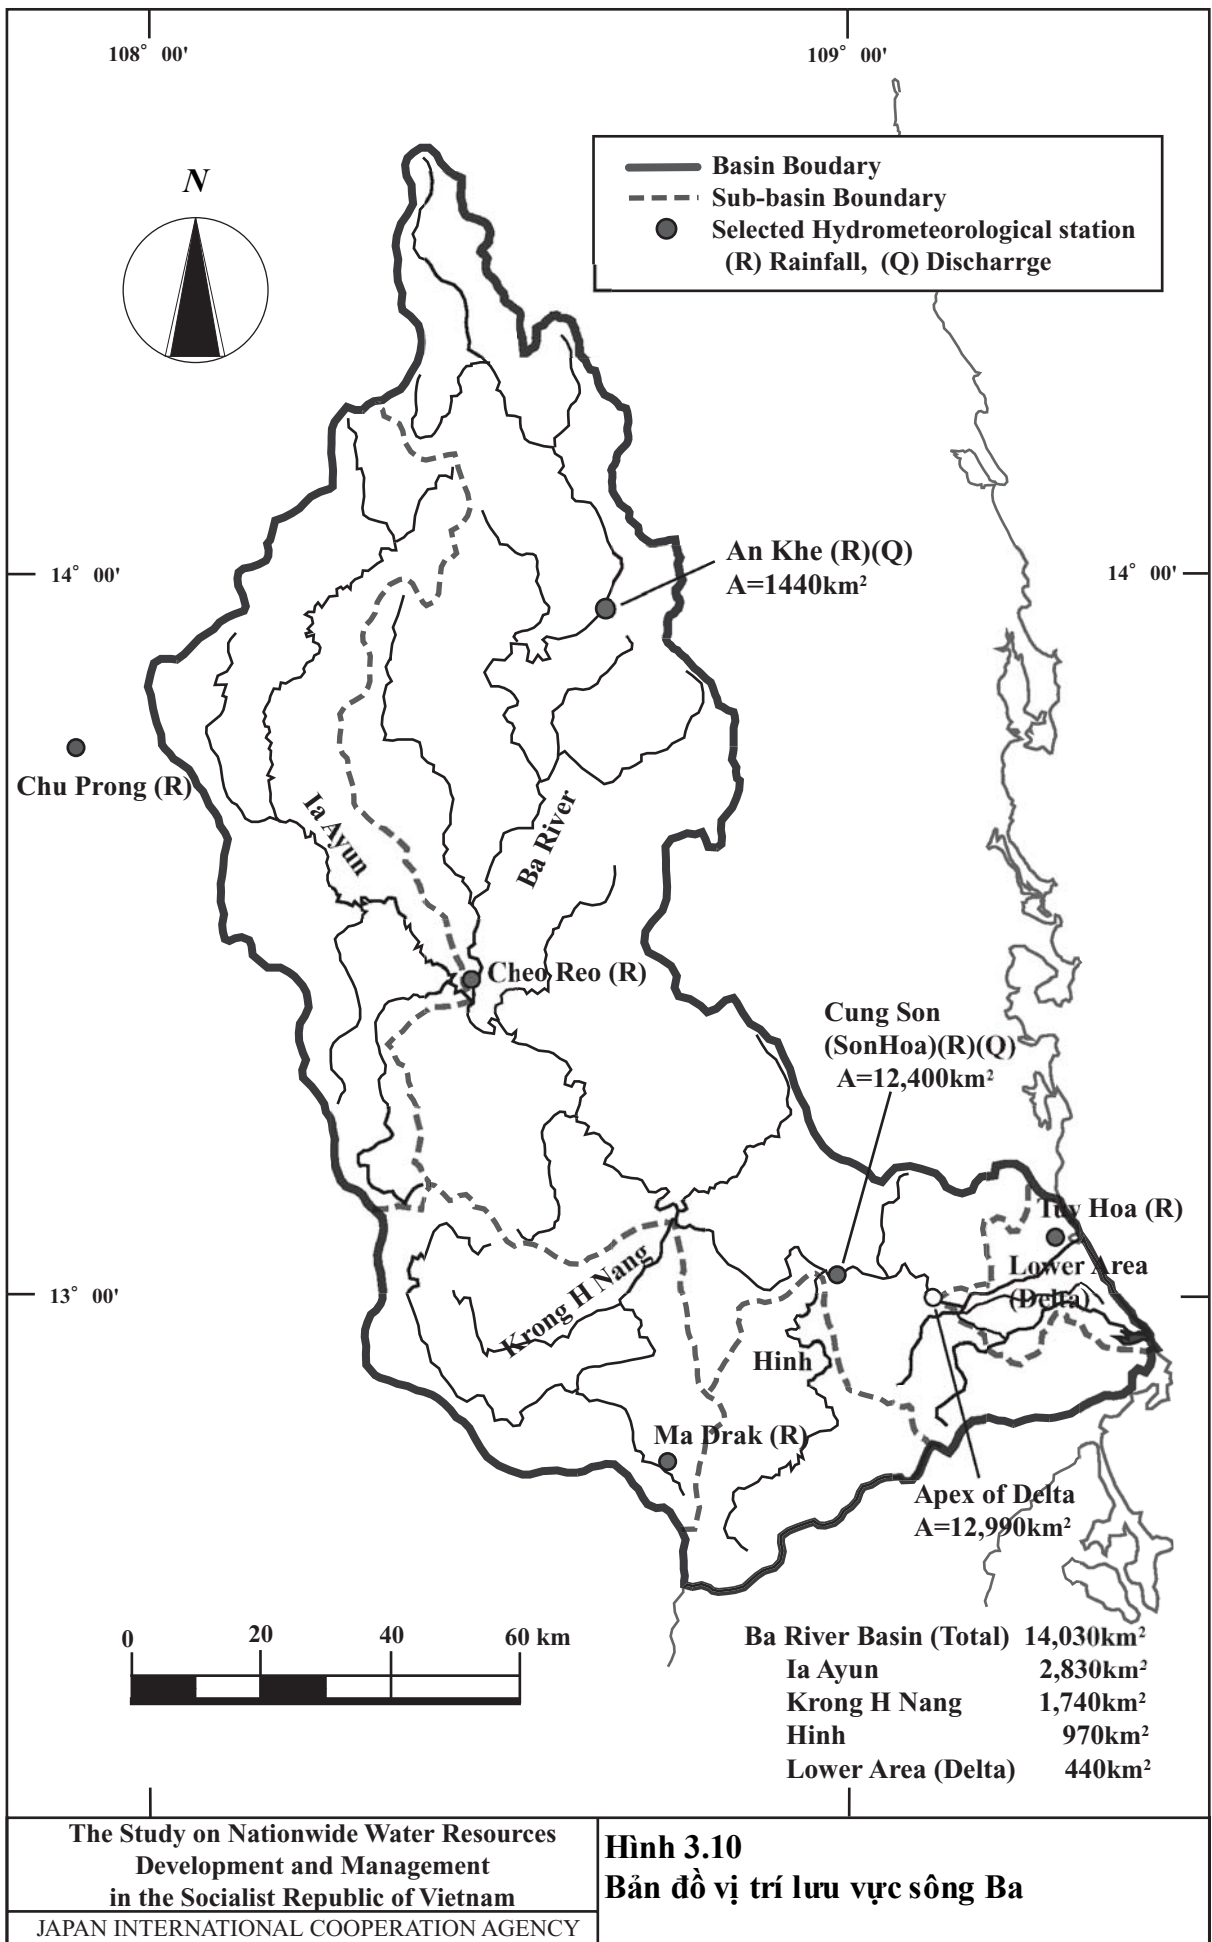 108° 00'
109° 00'
N
Basin Boudary
Sub-basin Boundary
Selected Hydrometeorological station
(R) Rainfall, (Q) Discharrge
An Khe (R)(Q)
A=1440km²
14° 00'
14° 00'
Chu Prong (R)
Ia Ayun
Ba River
Cheo Reo (R)
Cung Son
(SonHoa)(R)(Q)
A=12,400km²
Tuy Hoa (R)
Lower Area
(Delta)
13° 00'
Krong H Nang
Hinh
Ma Drak (R)
Apex of Delta
A=12,990km²
0 20 40 60 km
Ba River Basin (Total) 14,030km²
Ia Ayun 2,830km²
Krong H Nang 1,740km²
Hinh 970km²
Lower Area (Delta) 440km²
The Study on Nationwide Water Resources
Development and Management
in the Socialist Republic of Vietnam
JAPAN INTERNATIONAL COOPERATION AGENCY
Hình 3.10
Bản đồ vị trí lưu vực sông Ba